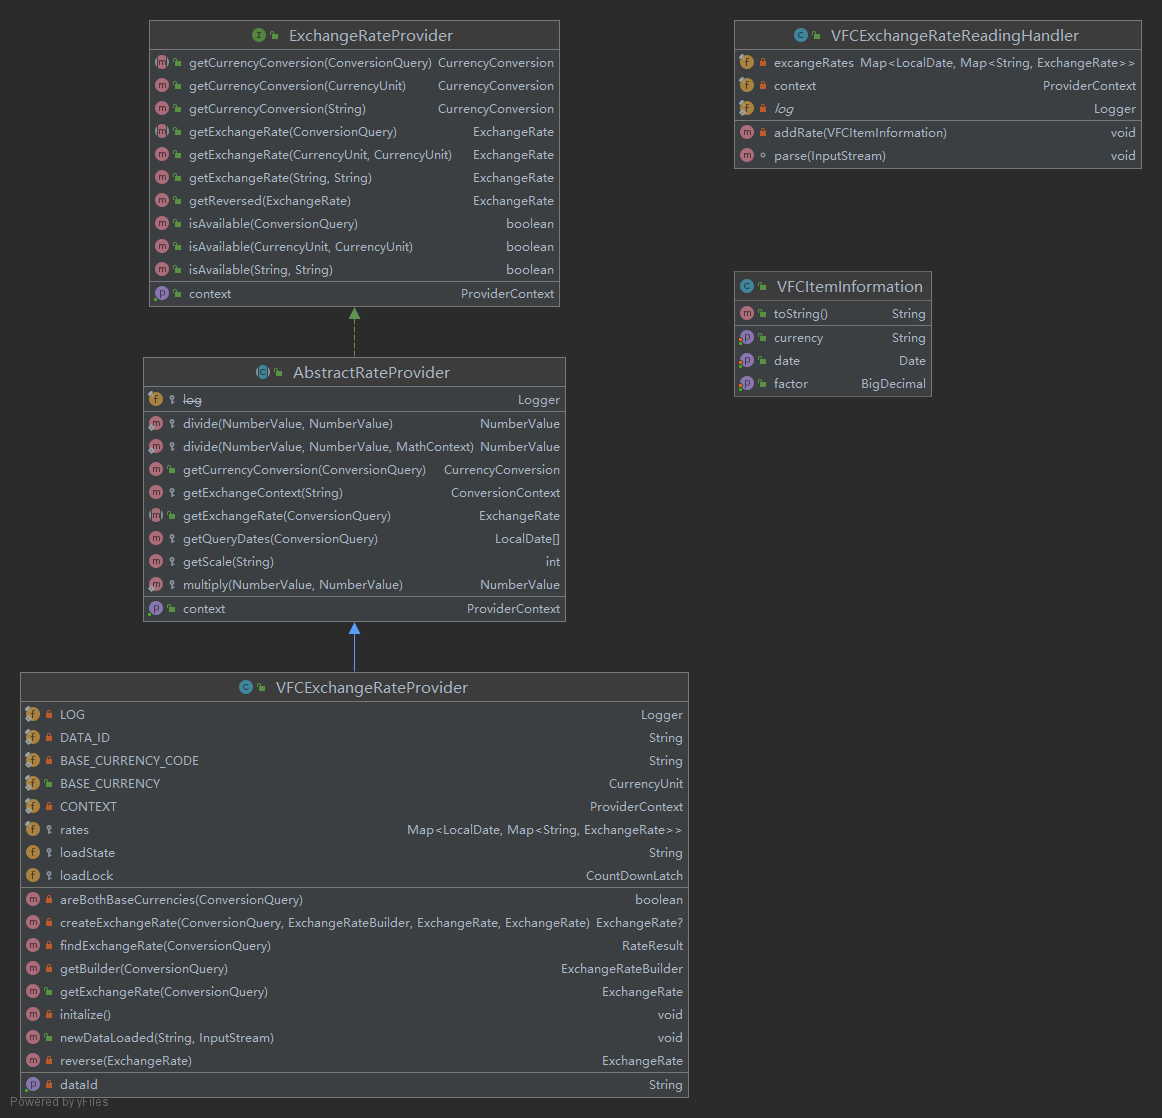 ExchangeRateProvider
getCurrencyConversion(ConversionQuery) CurrencyConversion
getCurrencyConversion(CurrencyUnit) CurrencyConversion
getCurrencyConversion(String) CurrencyConversion
getExchangeRate(ConversionQuery) ExchangeRate
getExchangeRate(CurrencyUnit, CurrencyUnit) ExchangeRate
getExchangeRate(String, String) ExchangeRate
getReversed(ExchangeRate) ExchangeRate
isAvailable(ConversionQuery) boolean
isAvailable(CurrencyUnit, CurrencyUnit) boolean
isAvailable(String, String) boolean
context ProviderContext
VFCExchangeRateReadingHandler
excangeRates Map<LocalDate, Map<String, ExchangeRate>>
context ProviderContext
log Logger
addRate(VFCItemInformation) void
parse(InputStream) void
VFCItemInformation
toString() String
currency String
date Date
factor BigDecimal
AbstractRateProvider
log Logger
divide(NumberValue, NumberValue) NumberValue
divide(NumberValue, NumberValue, MathContext) NumberValue
getCurrencyConversion(ConversionQuery) CurrencyConversion
getExchangeContext(String) ConversionContext
getExchangeRate(ConversionQuery) ExchangeRate
getQueryDates(ConversionQuery) LocalDate[]
getScale(String) int
multiply(NumberValue, NumberValue) NumberValue
context ProviderContext
VFCExchangeRateProvider
LOG Logger
DATA_ID String
BASE_CURRENCY_CODE String
BASE_CURRENCY CurrencyUnit
CONTEXT ProviderContext
rates Map<LocalDate, Map<String, ExchangeRate>>
loadState String
loadLock CountDownLatch
areBothBaseCurrencies(ConversionQuery) boolean
createExchangeRate(ConversionQuery, ExchangeRateBuilder, ExchangeRate, ExchangeRate) ExchangeRate?
findExchangeRate(ConversionQuery) RateResult
getBuilder(ConversionQuery) ExchangeRateBuilder
getExchangeRate(ConversionQuery) ExchangeRate
initalize() void
newDataLoaded(String, InputStream) void
reverse(ExchangeRate) ExchangeRate
dataId String
Powered by yFiles